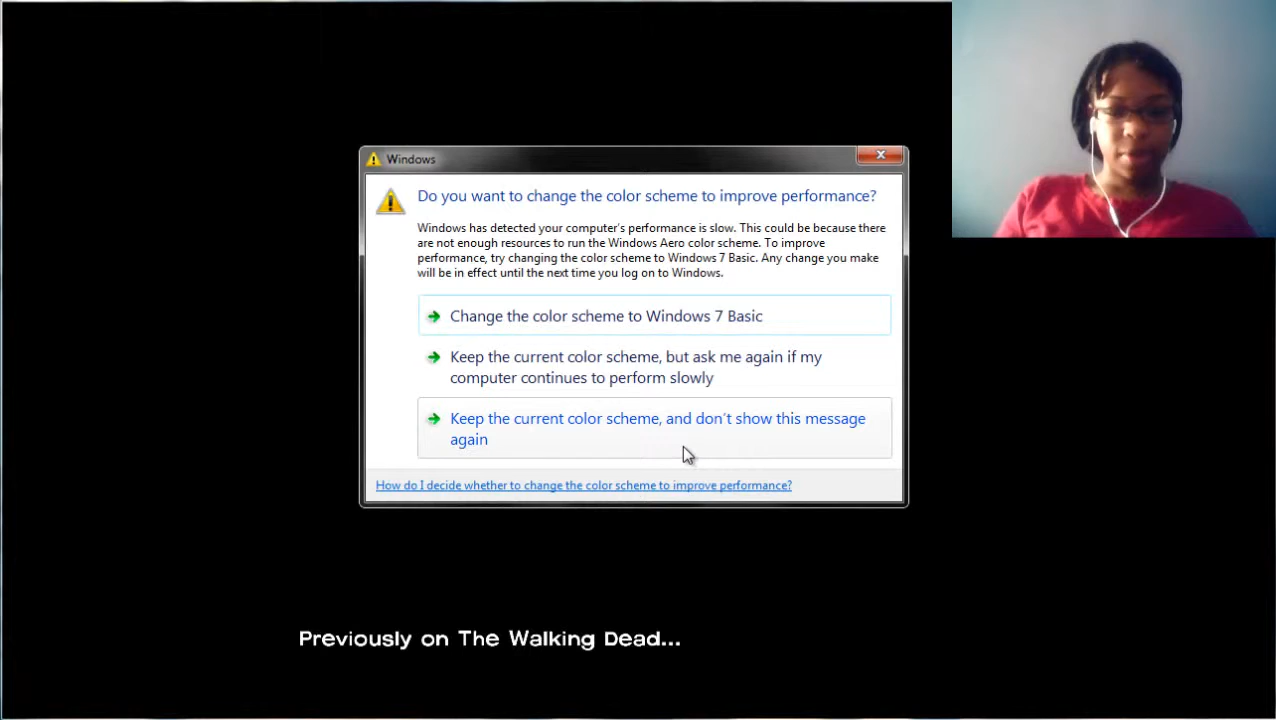 Windows
Do you want to change the color scheme to improve performance?
Windows has detected your computer's performance is slow. This could be because there
are not enough resources to run the Windows Aero color scheme. To improve
performance, try changing the color scheme to Windows 7 Basic. Any change you make
will be in effect until the next time you log on to Windows.
Change the color scheme to Windows 7 Basic
Keep the current color scheme, but ask me again if my
computer continues to perform slowly
Keep the current color scheme, and don't show this message
again
How do I decide whether to change the color scheme to improve performance?
Previously on The Walking Dead...